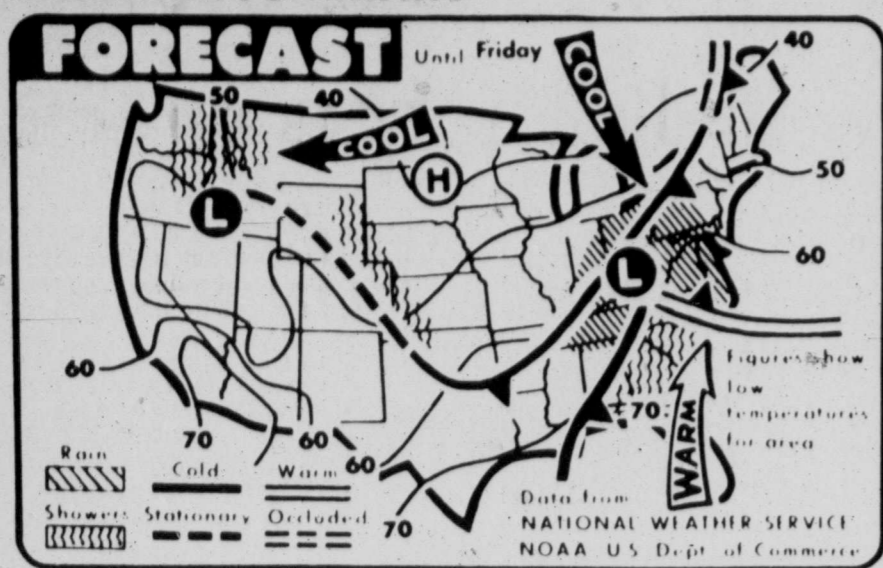 FORECAST Until Friday
COOL 40
50 40 COOL
H
50
L
60
L
60
Figures show
low
temperatures
for area
70
WARM
70 60
60
70
Rain Cold Warm
Showers Stationary Occluded
Data from
NATIONAL WEATHER SERVICE
NOAA U S Dept of Commerce